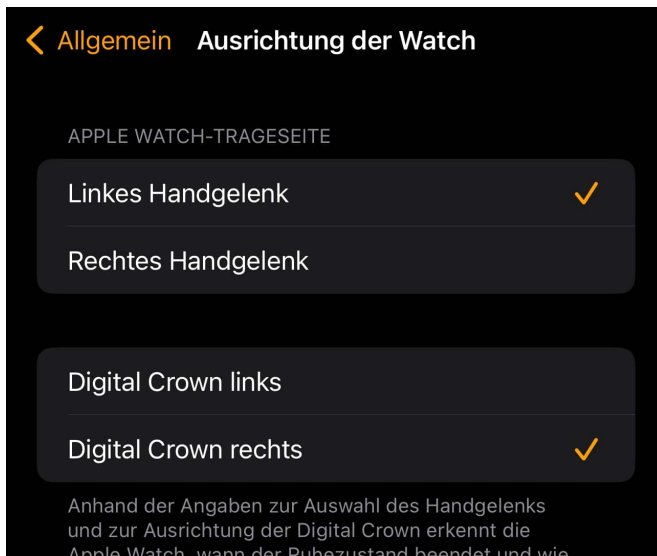 Allgemein Ausrichtung der Watch
APPLE WATCH-TRAGESEITE
Linkes Handgelenk
Rechtes Handgelenk
Digital Crown links
Digital Crown rechts
Anhand der Angaben zur Auswahl des Handgelenks
und zur Ausrichtung der Digital Crown erkennt die
Apple Watch, wann der Ruhezustand beendet und wie